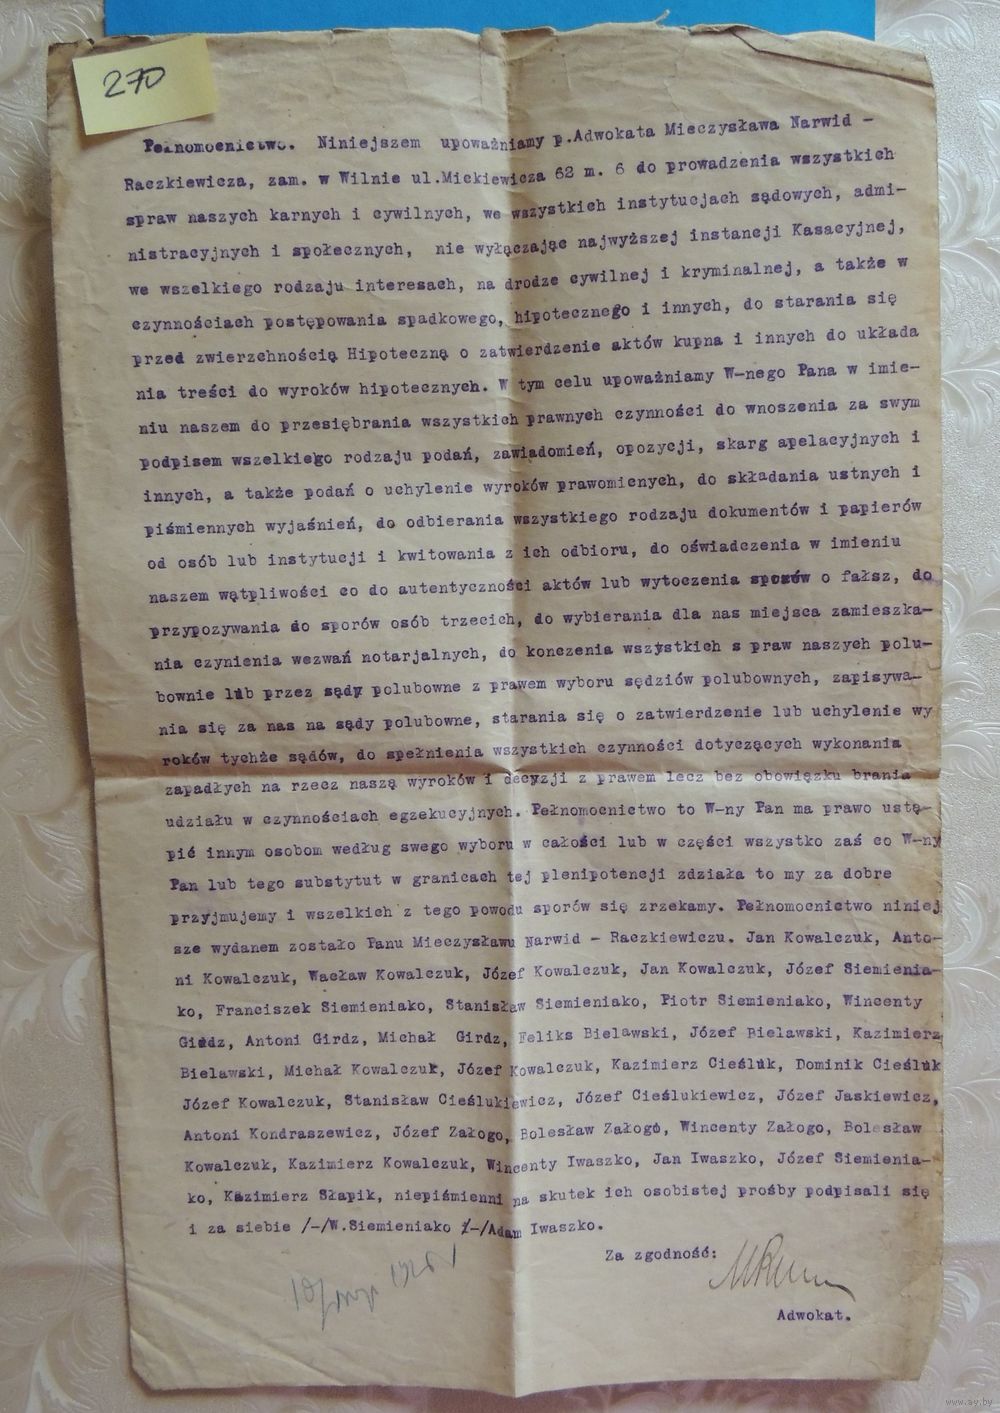 270
Pełnomocnictwo. Niniejszem upoważniamy p.Adwokata Mieczysława Narwid -
Raczkiewicza, zam. w Wilnie ul.Mickiewicza 62 m. 6 do prowadzenia wszystkich
spraw naszych karnych i cywilnych, we wszystkich instytucjach sądowych, admi-
nistracyjnych i społecznych, nie wyłączając najwyższej instancji Kasacyjnej,
we wszelkiego rodzaju interesach, na drodze cywilnej i kryminalnej, a także w
czynnościach postępowania spadkowego, hipotecznego i innych, do starania się
przed zwierzchnością Hipoteczną o zatwierdzenie aktów kupna i innych do układa
nia treści do wyroków hipotecznych. W tym celu upoważniamy W-nego Pana w imie-
niu naszem do przesiębrania wszystkich prawnych czynności do wnoszenia za swym
podpisem wszelkiego rodzaju podań, zawiadomień, opozycji, skarg apelacyjnych i
innych, a także podań o uchylenie wyroków prawomicnych, do składania ustnych i
piśmiennych wyjaśnień, do odbierania wszystkiego rodzaju dokumentów i papierów
od osób lub instytucji i kwitowania z ich odbioru, do oświadczenia w imieniu
naszem wątpliwości co do autentyczności aktów lub wytoczenia sporów o fałsz, do
przypozywania do sporów osób trzecich, do wybierania dla nas miejsca zamieszka-
nia czynienia wezwań notarjalnych, do konczenia wszystkich s praw naszych polu-
bownie lub przez sądy polubowne z prawem wyboru sędziów polubownych, zapisywa-
nia się za nas na sądy polubowne, starania się o zatwierdzenie lub uchylenie wy
roków tychże sądów, do spełnienia wszystkich czynności dotyczących wykonania
zapadłych na rzecz naszą wyroków i decyzji z prawem lecz bez obowiązku brania
udziału w czynnościach egzekucyjnych. Pełnomocnictwo to W-ny Pan ma prawo ustę-
pić innym osobom według swego wyboru w całości lub w części wszystko zaś co W-ny
Pan lub tego substytut w granicach tej plenipotencji zdziała to my za dobre
przyjmujemy i wszelkich z tego powodu sporów się zrzekamy. Pełnomocnictwo niniej
sze wydanem zostało Panu Mieczysławu Narwid - Raczkiewiczu. Jan Kowalczuk, Anto-
ni Kowalczuk, Wacław Kowalczuk, Józef Kowalczuk, Jan Kowalczuk, Józef Siemienia-
ko, Franciszek Siemieniako, Stanisław Siemieniako, Piotr Siemieniako, Wincenty
Girdz, Antoni Girdz, Michał Girdz, Feliks Bielawski, Józef Bielawski, Kazimierz
Bielawski, Michał Kowalczuk, Józef Kowalczuk, Kazimierz Cieśluk, Dominik Cieśluk
Józef Kowalczuk, Stanisław Cieślukiewicz, Józef Cieślukiewicz, Józef Jaskiewicz,
Antoni Kondraszewicz, Józef Załogo, Bolesław Załogo, Wincenty Załogo, Bolesław
Kowalczuk, Kazimierz Kowalczuk, Wincenty Iwaszko, Jan Iwaszko, Józef Siemienia-
ko, Kazimierz Słapik, niepiśmienni na skutek ich osobistej prośby podpisali się
i za siebie /-/W.Siemieniako /-/Adam Iwaszko.
Za zgodność:
Adwokat.
www.ay.by